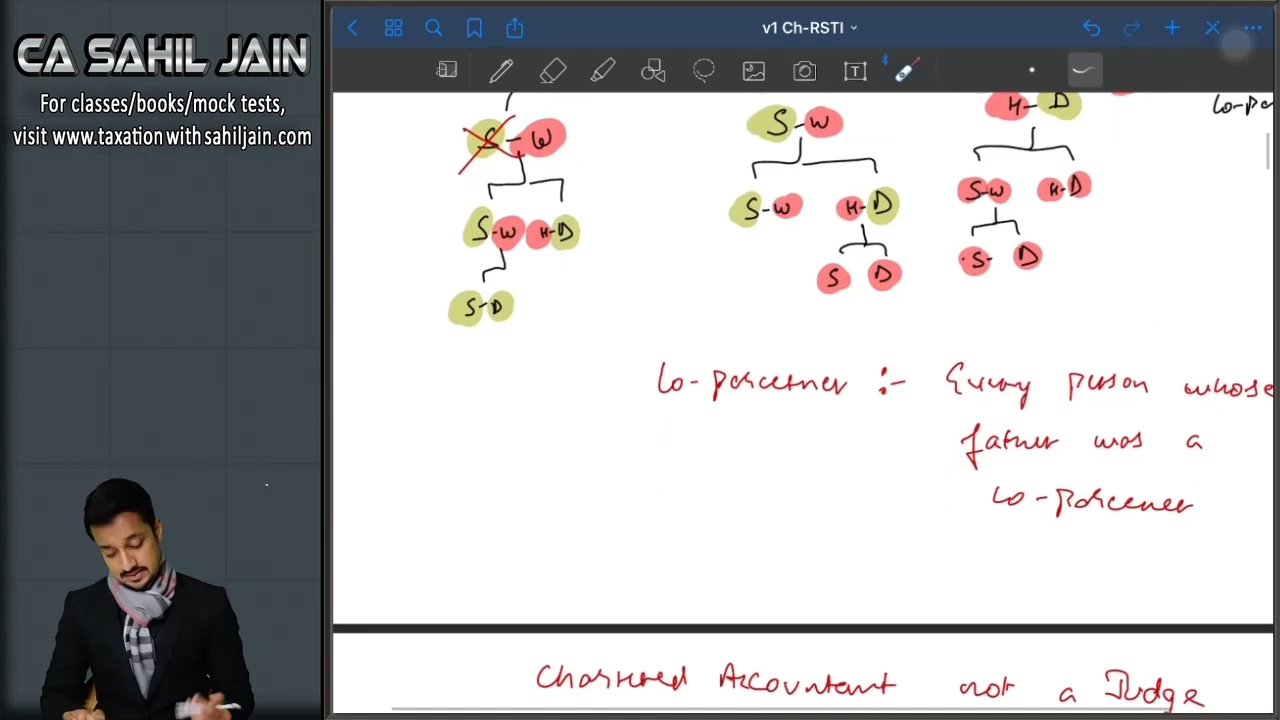 CA SAHIL JAIN
For classes/books/mock tests,
visit www.taxation with sahiljain.com
v1 Ch-RSTI
T
S - W
S - W
H - D
Co-pa
S - W H - D
S - W H - D
S - W H - D
S D
S D
S - D
Co-parcener :- Every person whose
father was a
Co-parcener
Chartered Accountant not a Judge